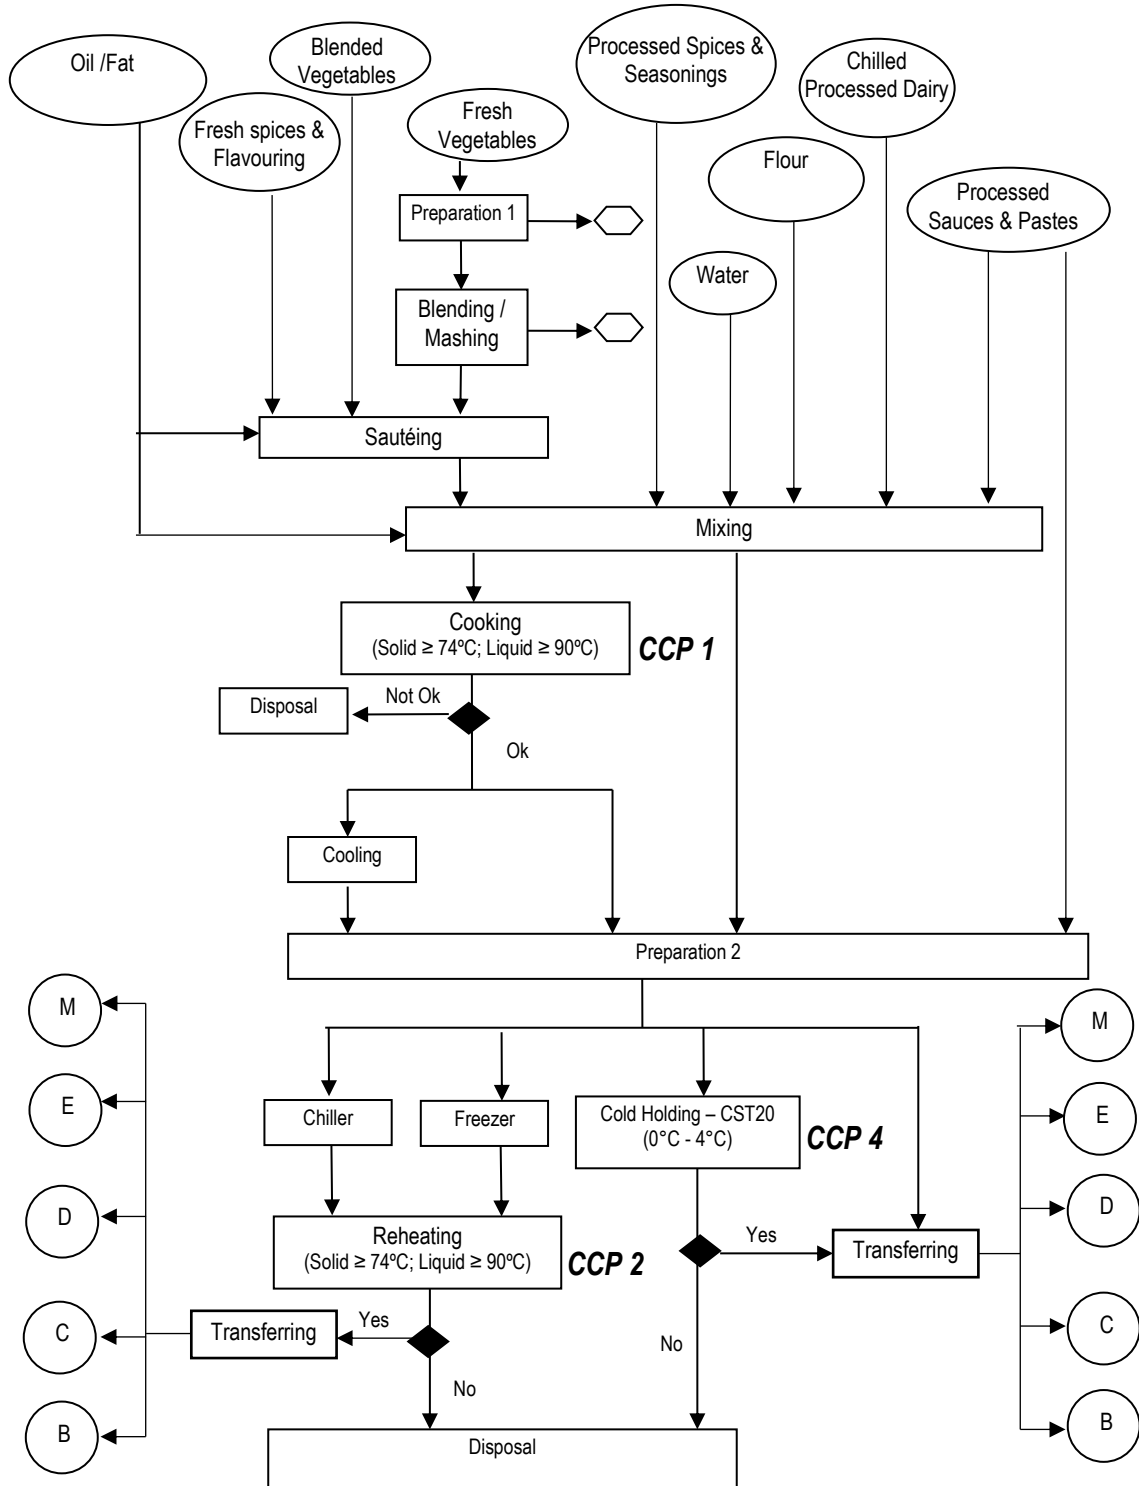 Oil /Fat
Blended
Vegetables
Processed Spices &
Seasonings
Chilled
Processed Dairy
Fresh spices &
Flavouring
Fresh
Vegetables
Flour
Processed
Sauces & Pastes
Preparation 1
Water
Blending /
Mashing
Sautéing
Mixing
Cooking
(Solid ≥ 74ºC; Liquid ≥ 90ºC)
CCP 1
Disposal
Not Ok
Ok
Cooling
Preparation 2
M
M
E
Chiller
Freezer
Cold Holding – CST20
(0°C - 4°C)
CCP 4
E
D
Reheating
(Solid ≥ 74ºC; Liquid ≥ 90ºC)
CCP 2
Yes
Transferring
D
C
Transferring
Yes
No
C
B
No
B
Disposal